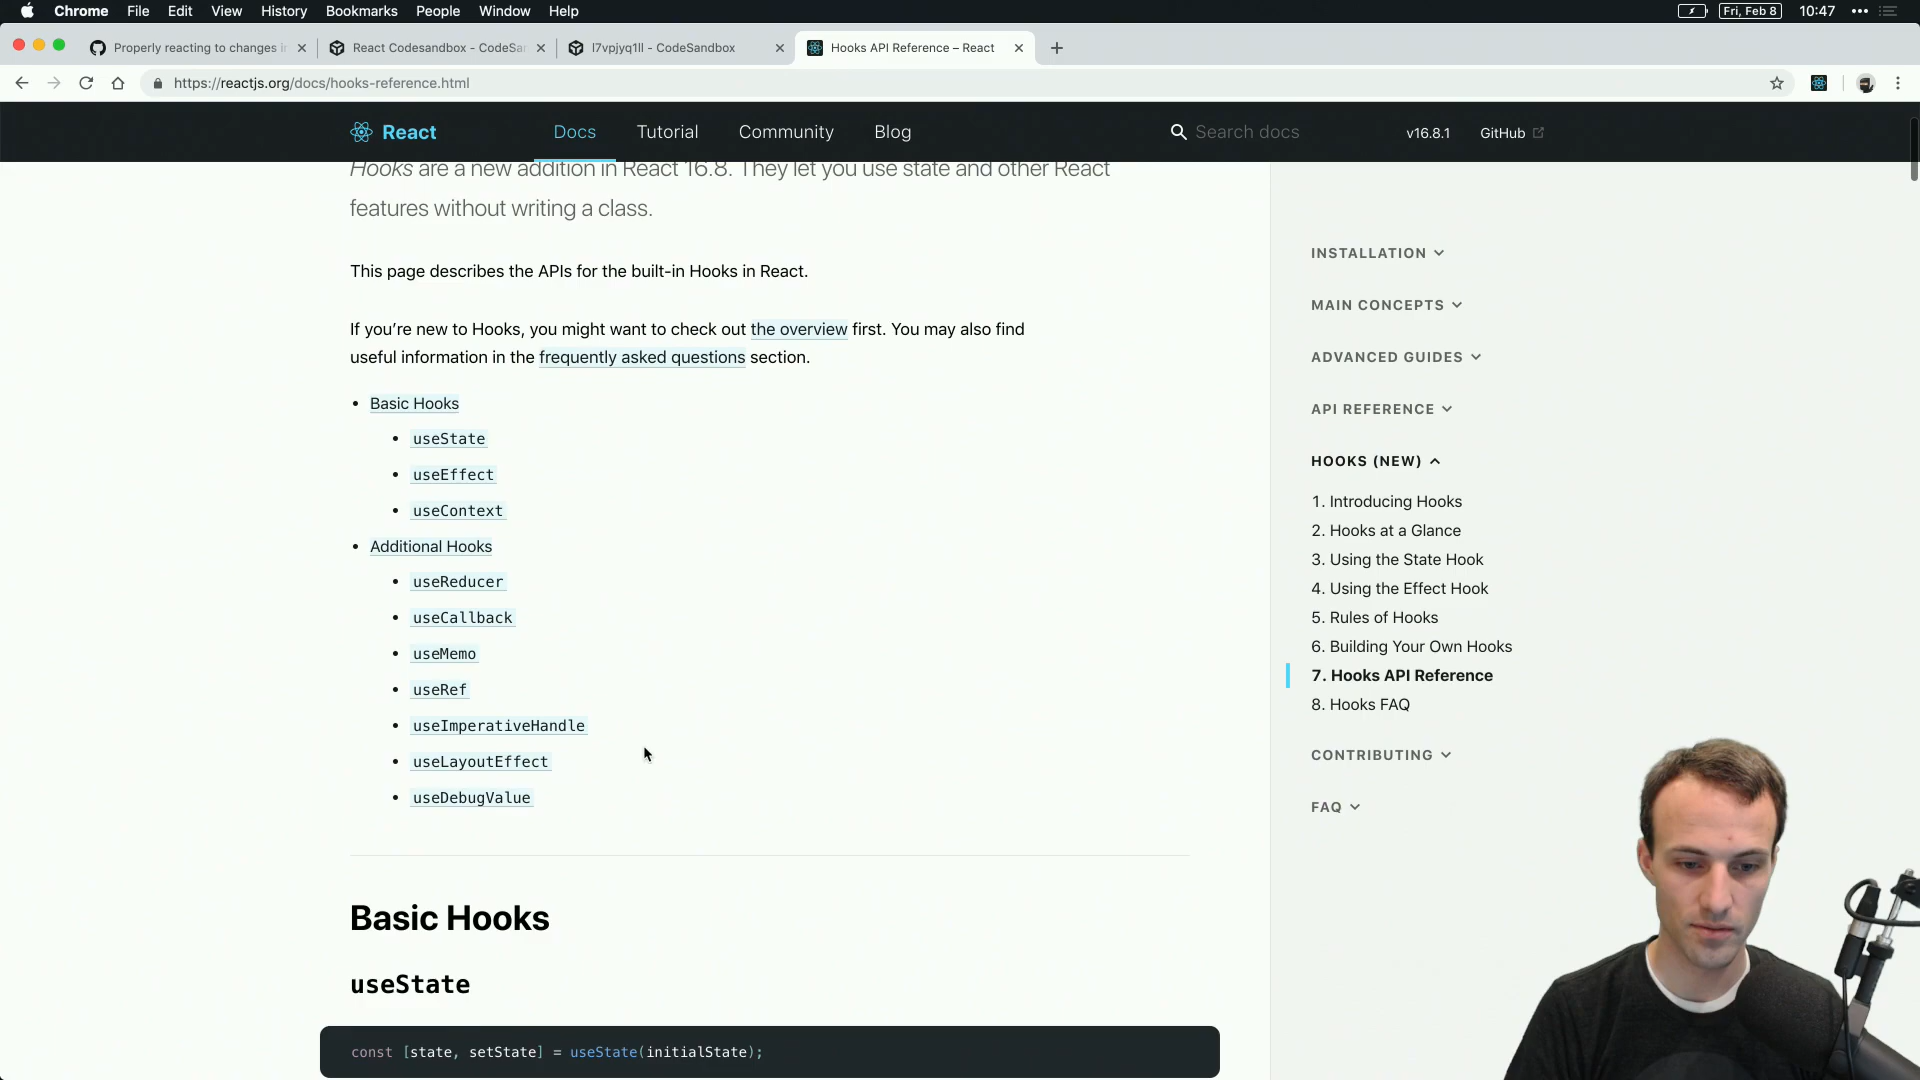 Chrome File Edit View History Bookmarks People Window Help
Fri, Feb 8 10:47
Properly reacting to changes i
React Codesandbox - CodeSa
l7vpjyq1ll - CodeSandbox
Hooks API Reference – React
https://reactjs.org/docs/hooks-reference.html
React
Docs Tutorial Community Blog
Search docs
v16.8.1 GitHub
Hooks are a new addition in React 16.8. They let you use state and other React
features without writing a class.
This page describes the APIs for the built-in Hooks in React.
If you’re new to Hooks, you might want to check out the overview first. You may also find
useful information in the frequently asked questions section.
• Basic Hooks
• useState
• useEffect
• useContext
• Additional Hooks
• useReducer
• useCallback
• useMemo
• useRef
• useImperativeHandle
• useLayoutEffect
• useDebugValue
Basic Hooks
useState
const [state, setState] = useState(initialState);
INSTALLATION
MAIN CONCEPTS
ADVANCED GUIDES
API REFERENCE
HOOKS (NEW)
1. Introducing Hooks
2. Hooks at a Glance
3. Using the State Hook
4. Using the Effect Hook
5. Rules of Hooks
6. Building Your Own Hooks
7. Hooks API Reference
8. Hooks FAQ
CONTRIBUTING
FAQ